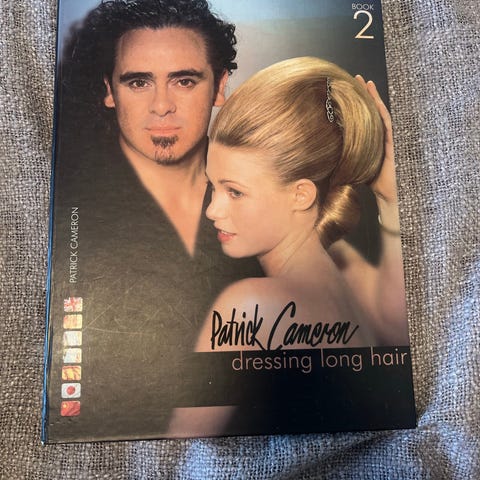 BOOK
2
PATRICK CAMERON
Patrick Cameron
dressing long hair